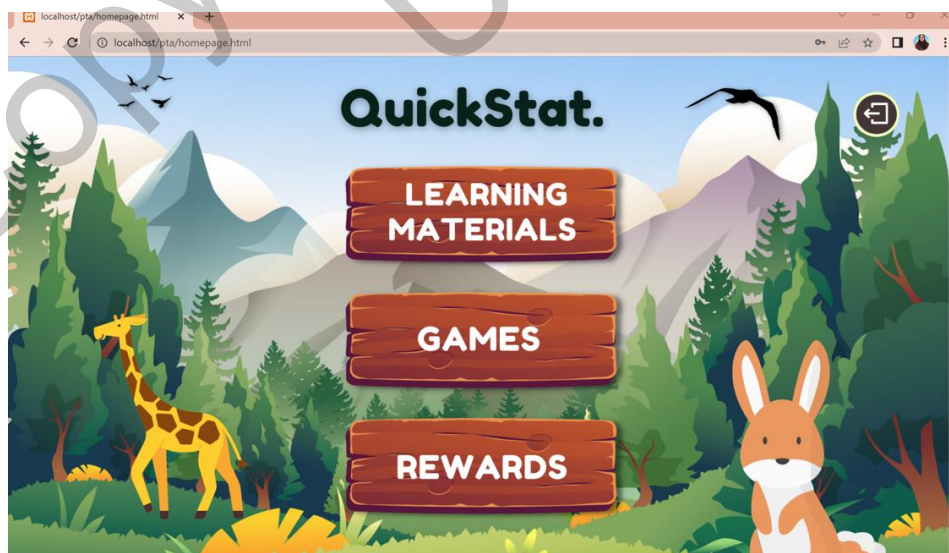 localhost/pta/homepage.html
localhost/pta/homepage.html
QuickStat.
LEARNING
MATERIALS
GAMES
REWARDS